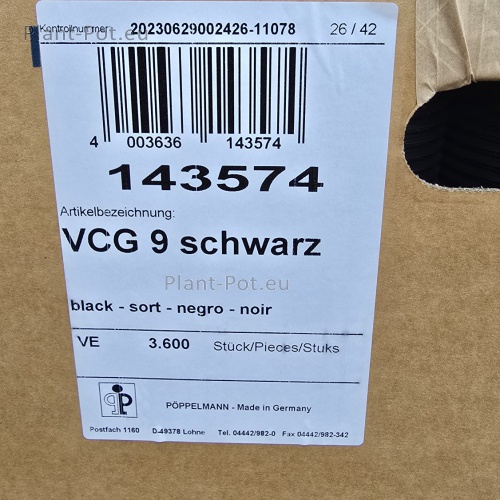 Kontrollnummer 20230629002426-11078 26 / 42
Plant-Pot.eu
4 003636 143574
143574
Artikelbezeichnung:
VCG 9 schwarz
Plant-Pot.eu
black - sort - negro - noir
VE 3.600 Stück/Pieces/Stuks
PÖPPELMANN - Made in Germany
Postfach 1160 D-49378 Lohne Tel. 04442/982-0 Fax 04442/982-342